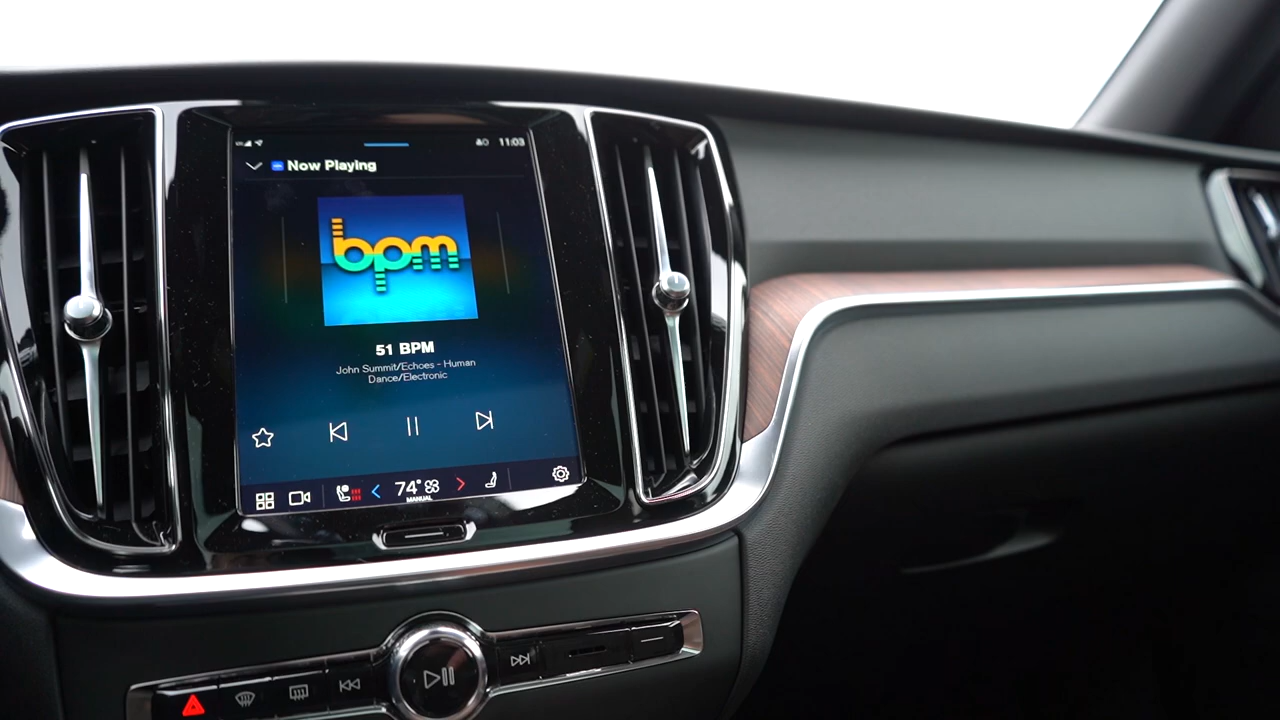 11:03
Now Playing
bpm
51 BPM
John Summit/Echoes - Human
Dance/Electronic
74°
MANUAL